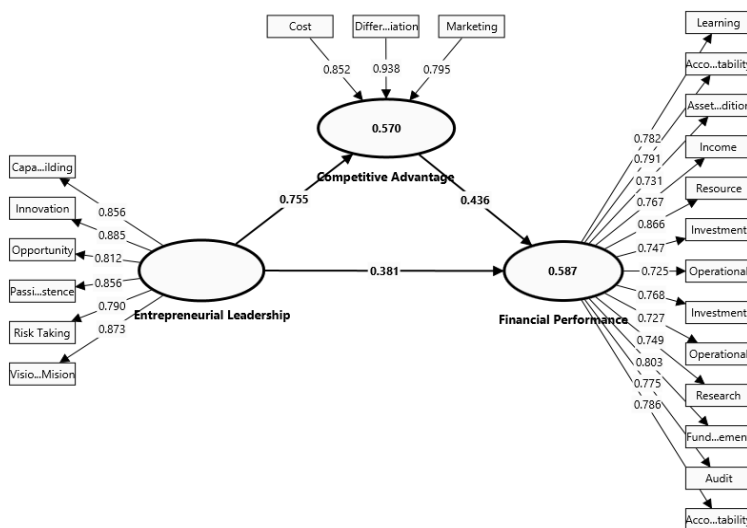 Cost
Differ...iation
Marketing
0.852
0.938
0.795
0.570
Competitive Advantage
Capa...ilding
Innovation
Opportunity
Passi...stence
Risk Taking
Visio...Mision
0.856
0.885
0.812
0.856
0.790
0.873
Entrepreneurial Leadership
0.755
0.436
0.381
0.587
Financial Performance
0.782
0.791
0.731
0.767
0.866
0.747
0.725
0.768
0.727
0.749
0.803
0.775
0.786
Learning
Acco...tability
Asset...dition
Income
Resource
Investment
Operational
Investment
Operational
Research
Fund...ement
Audit
Acco...tability